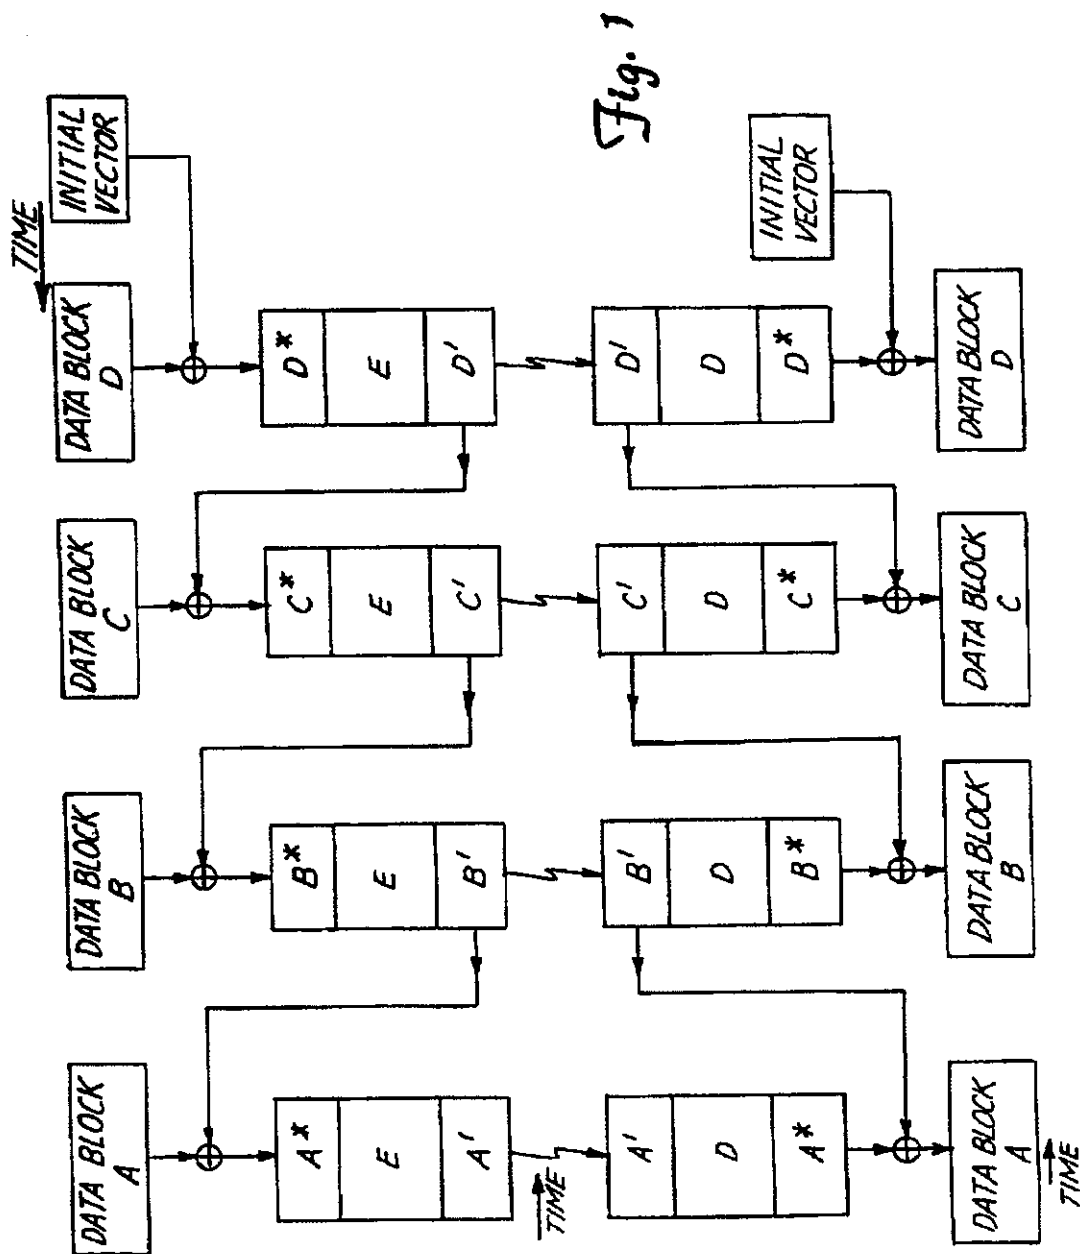 TIME
DATA BLOCK
A
DATA BLOCK
B
DATA BLOCK
C
DATA BLOCK
D
INITIAL
VECTOR
A* B* C* D*
E E E E
A' B' C' D'
TIME
Fig. 1
A' B' C' D'
D D D D
A* B* C* D*
INITIAL
VECTOR
DATA BLOCK
A
DATA BLOCK
B
DATA BLOCK
C
DATA BLOCK
D
TIME